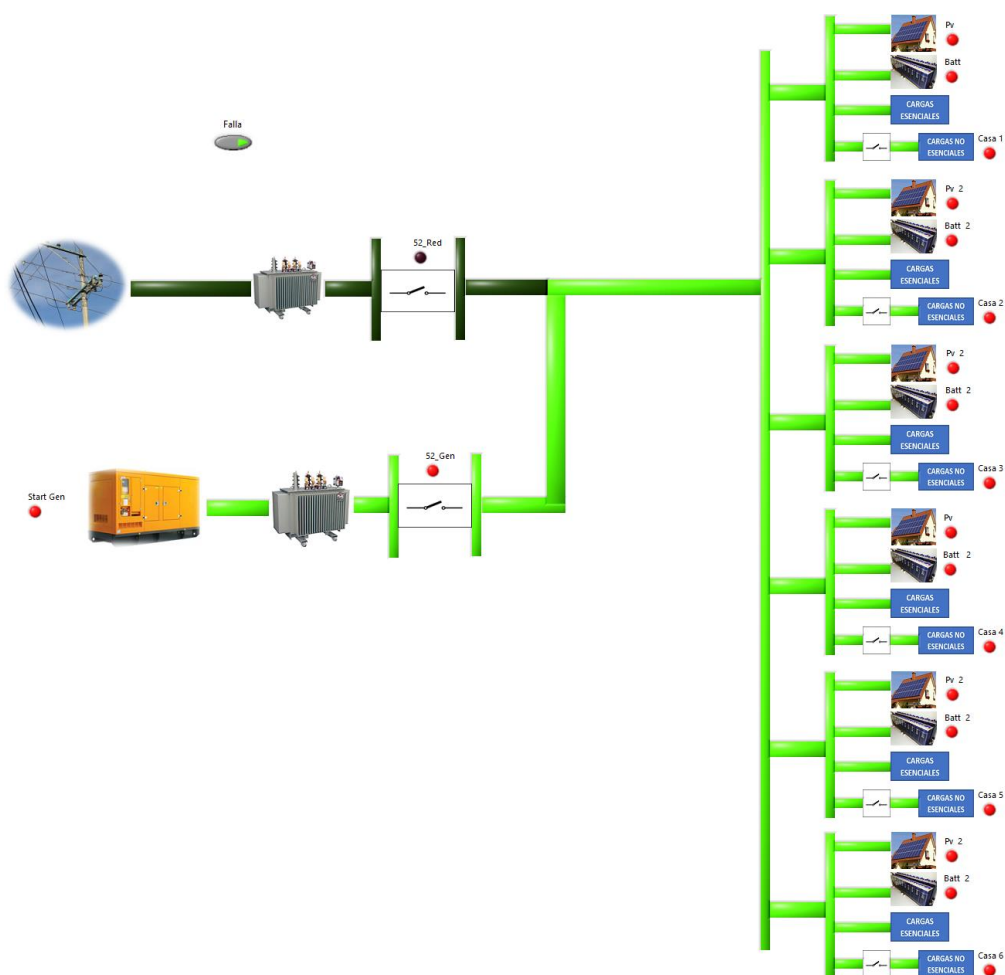 Falla
52_Red
52_Gen
Start Gen
Pv
Batt
CARGAS
ESENCIALES
CARGAS NO
ESENCIALES
Casa 1
Pv 2
Batt 2
CARGAS
ESENCIALES
CARGAS NO
ESENCIALES
Casa 2
Pv 2
Batt 2
CARGAS
ESENCIALES
CARGAS NO
ESENCIALES
Casa 3
Pv
Batt 2
CARGAS
ESENCIALES
CARGAS NO
ESENCIALES
Casa 4
Pv 2
Batt 2
CARGAS
ESENCIALES
CARGAS NO
ESENCIALES
Casa 5
Pv 2
Batt 2
CARGAS
ESENCIALES
CARGAS NO
ESENCIALES
Casa 6